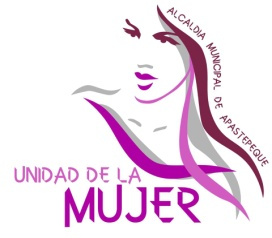 ALCALDIA MUNICIPAL DE APASTEPEQUE
UNIDAD DE LA
MUJER